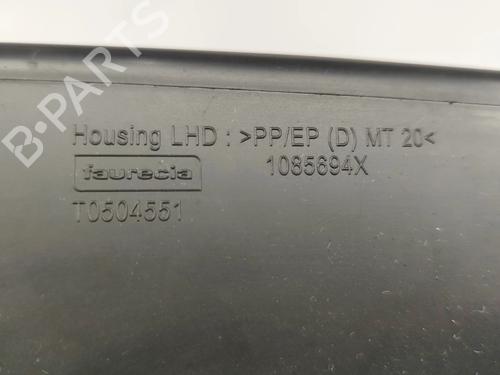 B-PARTS
Housing LHD : >PP/EP (D) MT 20<
faurecia 1085694X
T0504551